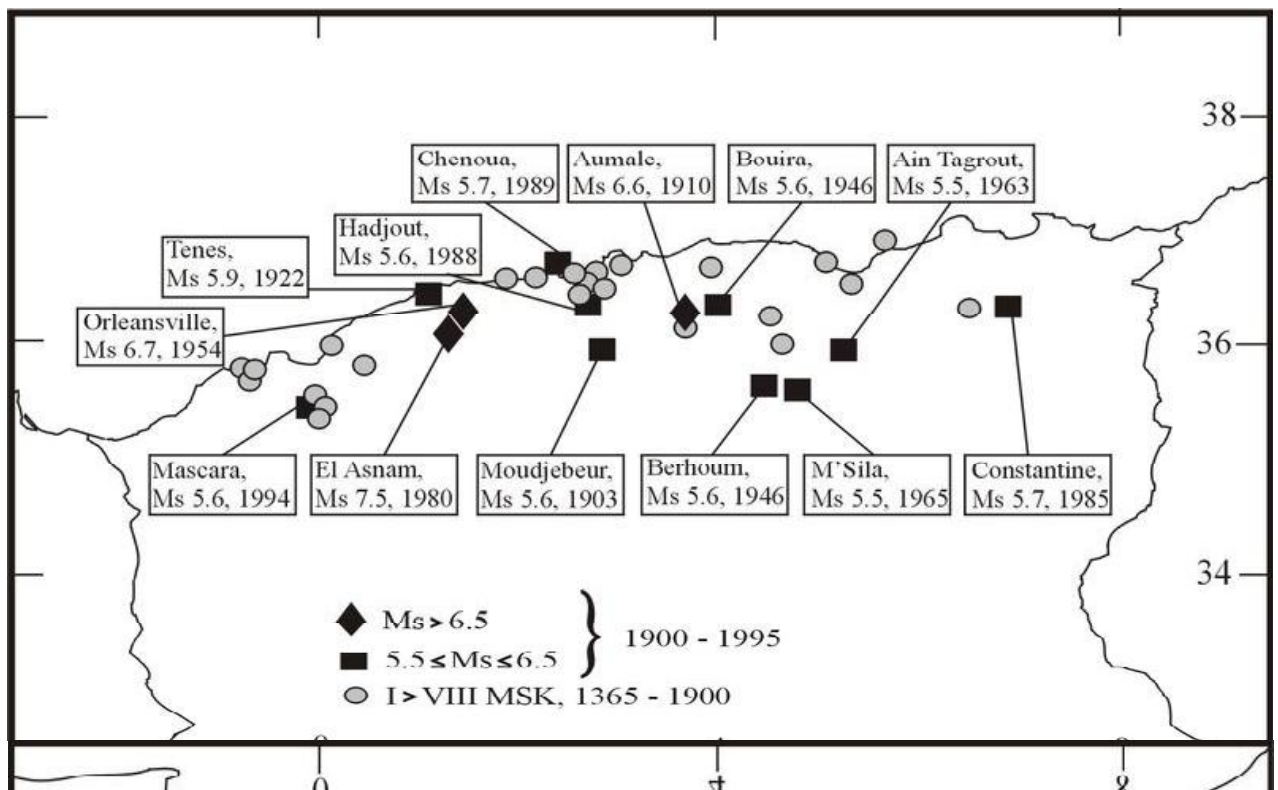 38
Chenoua,
Ms 5.7, 1989
Aumale,
Ms 6.6, 1910
Bouira,
Ms 5.6, 1946
Ain Tagrout,
Ms 5.5, 1963
Hadjout,
Ms 5.6, 1988
Tenes,
Ms 5.9, 1922
Orleansville,
Ms 6.7, 1954
36
Mascara,
Ms 5.6, 1994
El Asnam,
Ms 7.5, 1980
Moudjebeur,
Ms 5.6, 1903
Berhoum,
Ms 5.6, 1946
M'Sila,
Ms 5.5, 1965
Constantine,
Ms 5.7, 1985
34
Ms > 6.5
5.5 ≤ Ms ≤ 6.5
1900 - 1995
I > VIII MSK, 1365 - 1900
0 4 8